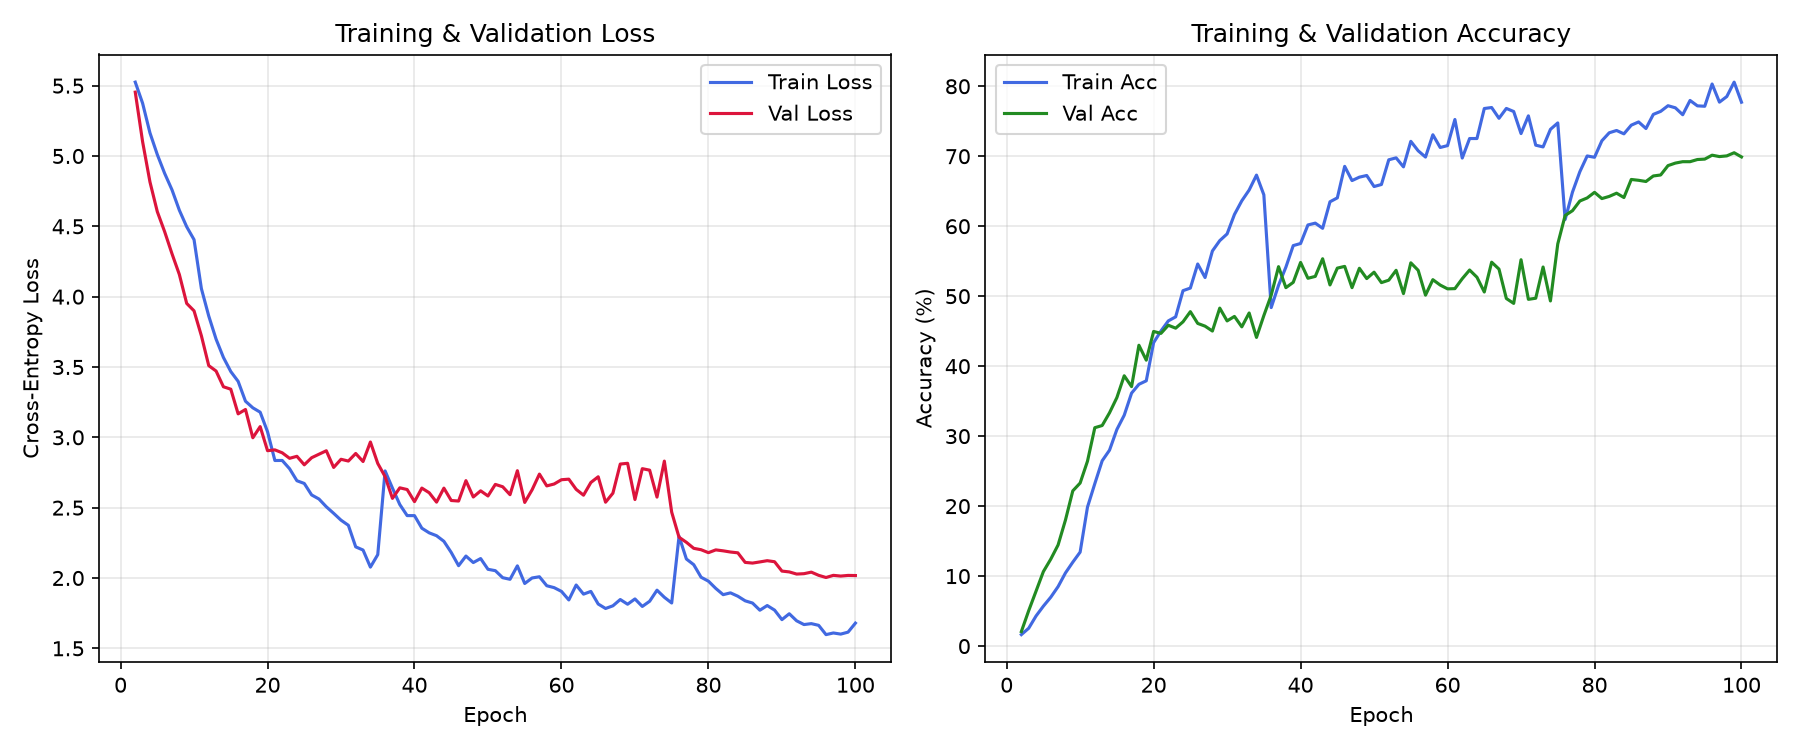 Training & Validation Loss
5.5
5.0
4.5
4.0
3.5
3.0
2.5
2.0
1.5
Cross-Entropy Loss
0 20 40 60 80 100
Epoch
Train Loss
Val Loss
Training & Validation Accuracy
80
70
60
50
40
30
20
10
0
Accuracy (%)
0 20 40 60 80 100
Epoch
Train Acc
Val Acc